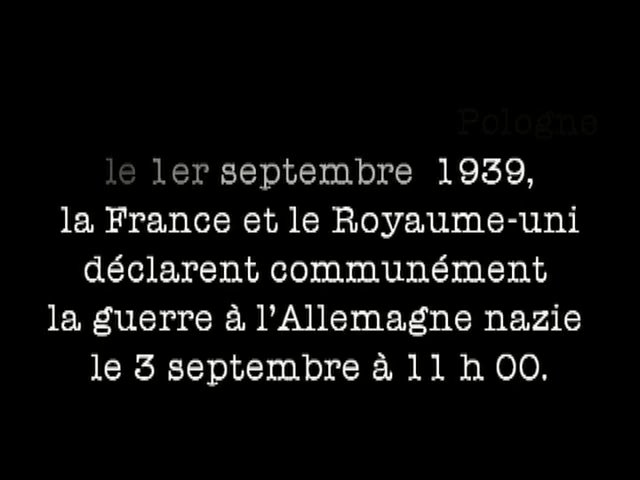 Pologne
le 1er septembre 1939,
la France et le Royaume-uni
déclarent communément
la guerre à l'Allemagne nazie
le 3 septembre à 11 h 00.